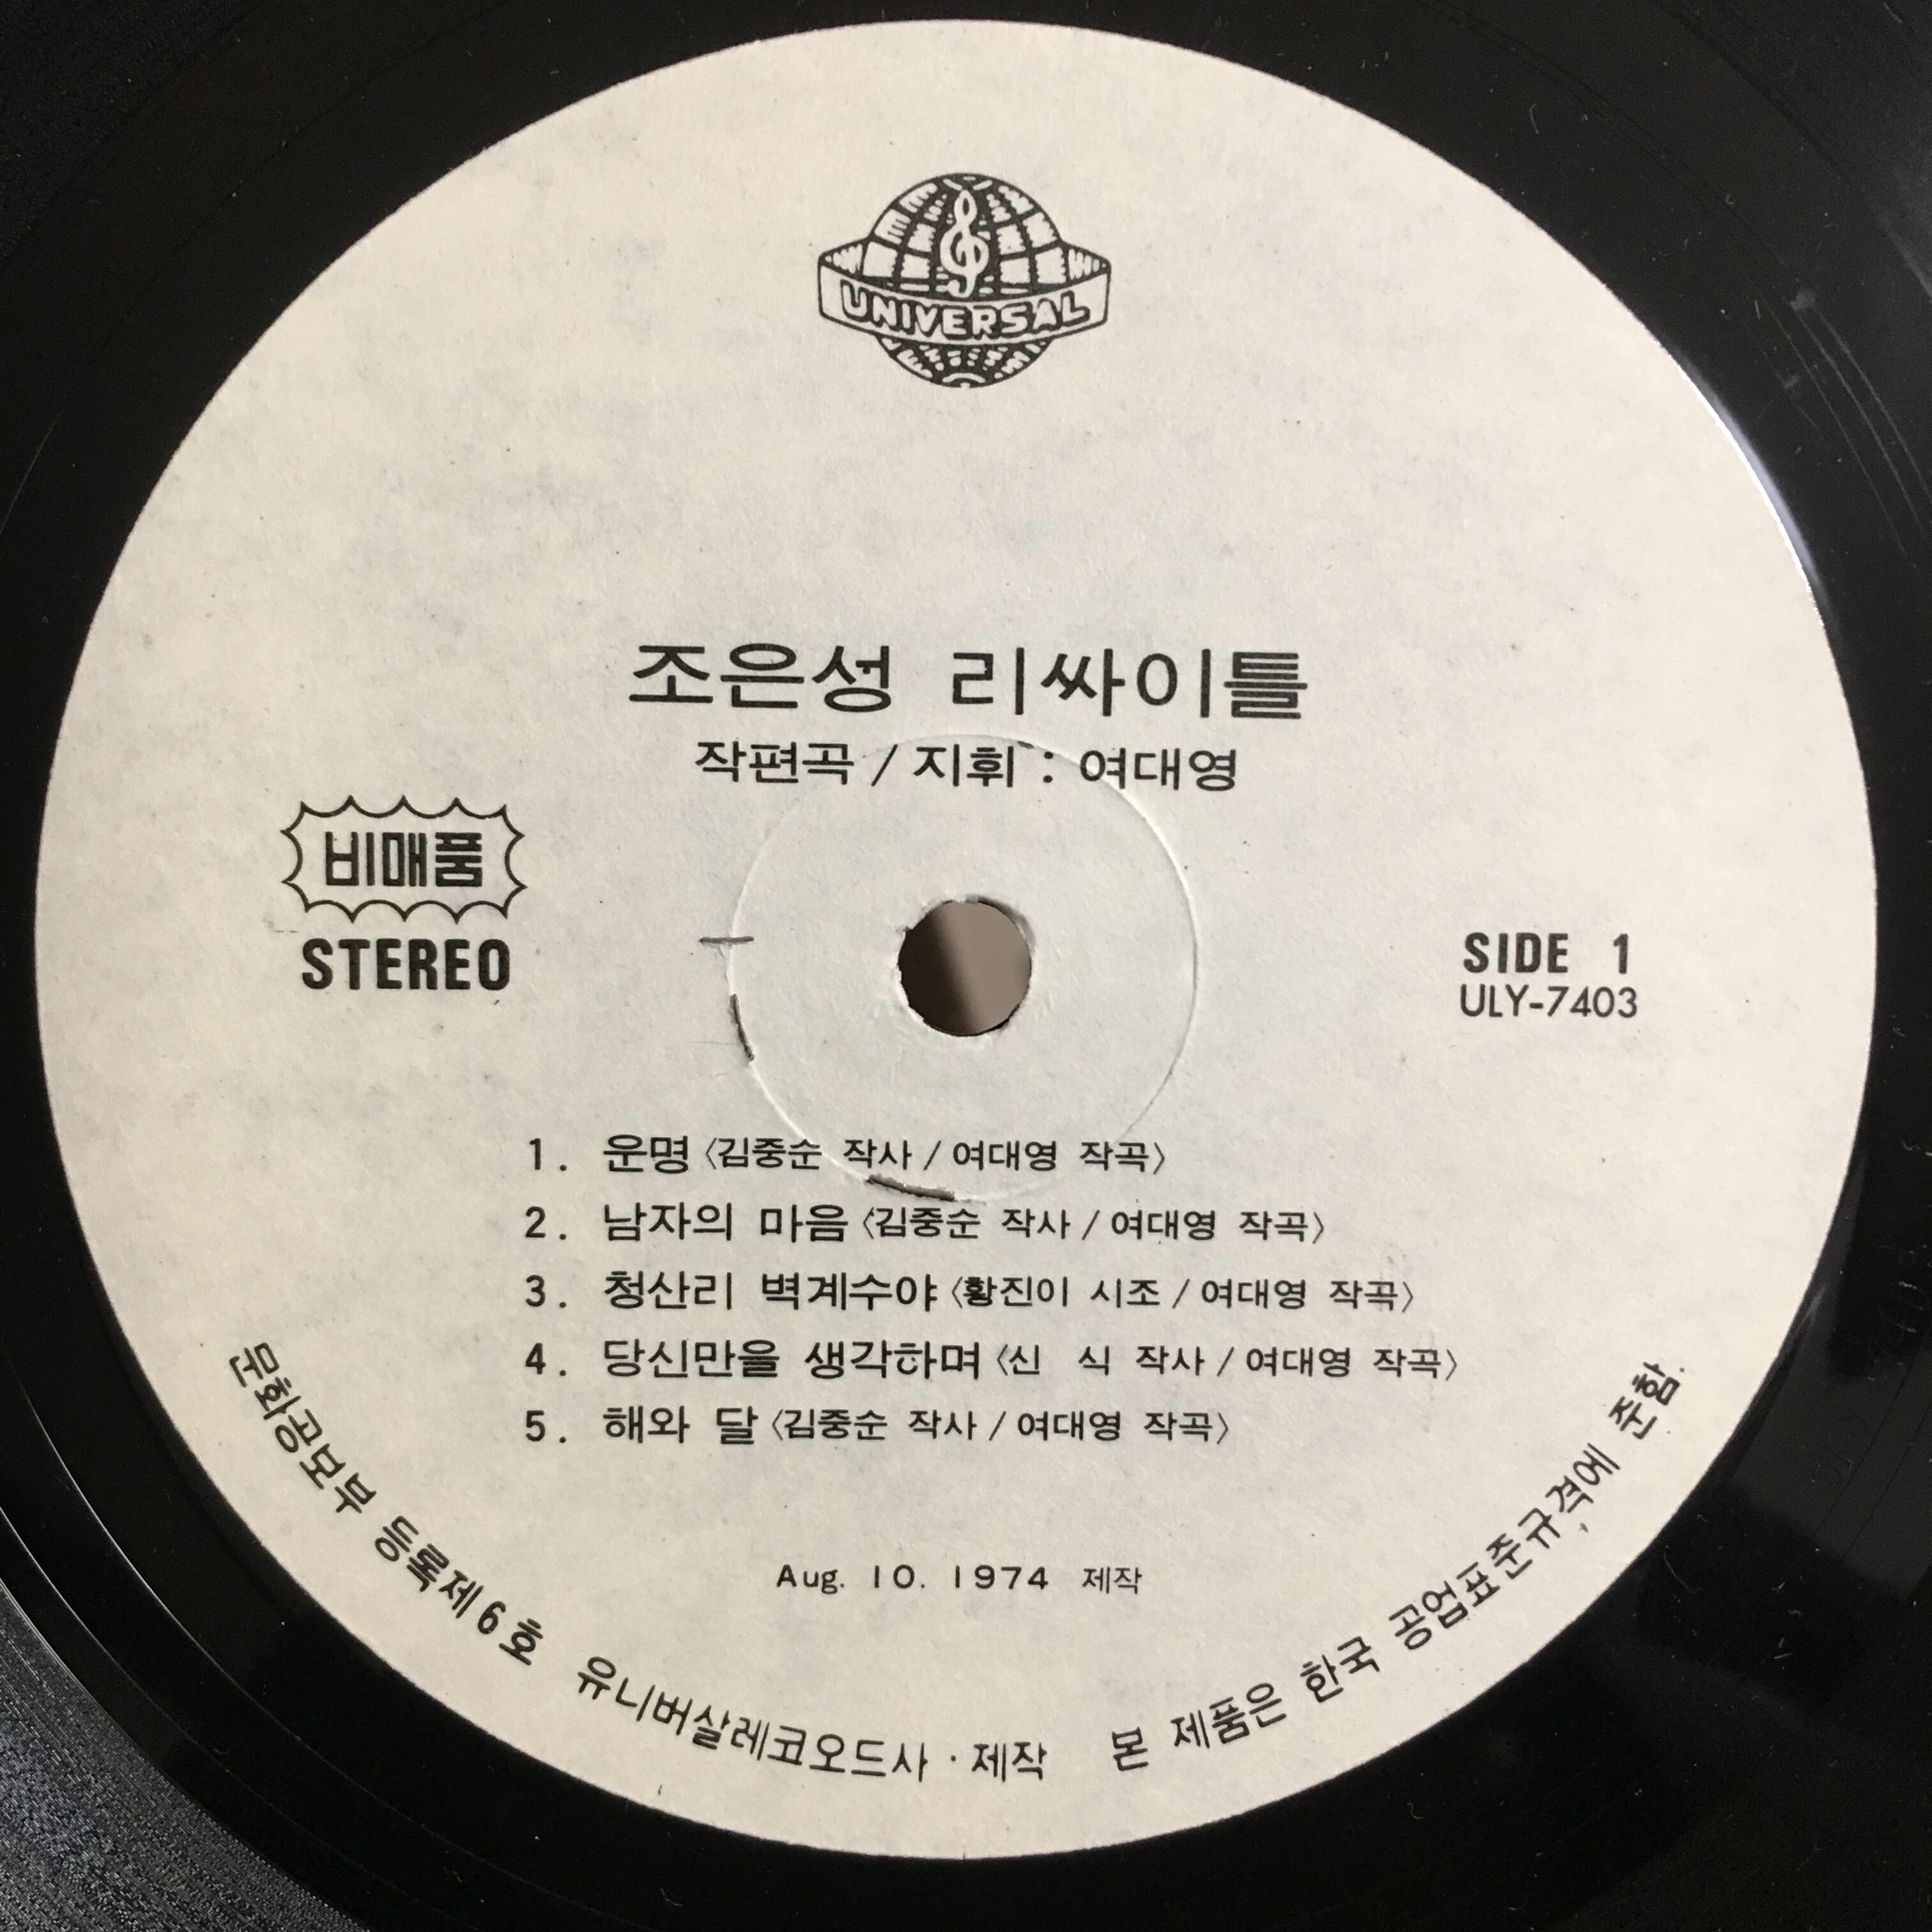 UNIVERSAL
조은성 리싸이틀
작편곡 / 지휘 : 여대영
비매품
STEREO
SIDE 1
ULY-7403
1. 운명 〈김중순 작사 / 여대영 작곡〉
2. 남자의 마음 〈김중순 작사 / 여대영 작곡〉
3. 청산리 벽계수야 〈황진이 시조 / 여대영 작곡〉
4. 당신만을 생각하며 〈신 식 작사 / 여대영 작곡〉
5. 해와 달 〈김중순 작사 / 여대영 작곡〉
Aug. 10. 1974 제작
문화공보부 등록제6호 유니버살레코오드사 · 제작 본 제품은 한국 공업표준규격에 준함.